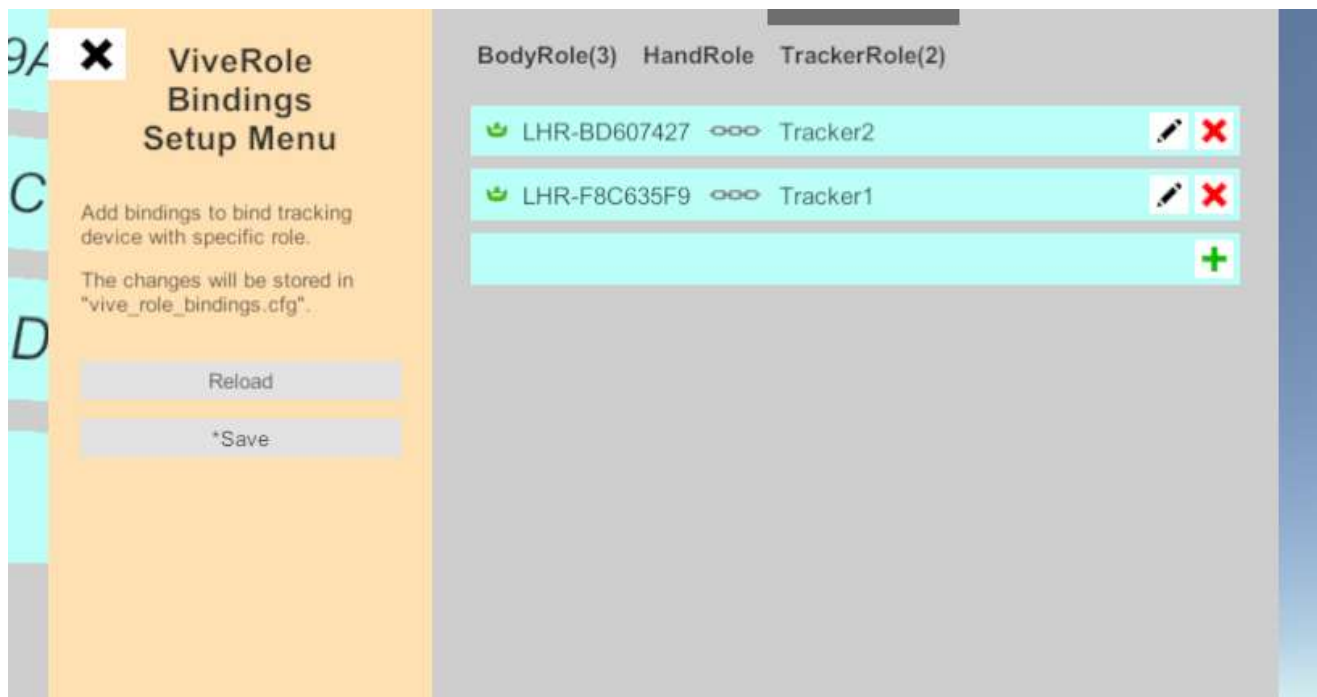 9A
C
D
ViveRole
Bindings
Setup Menu
Add bindings to bind tracking
device with specific role.
The changes will be stored in
"vive_role_bindings.cfg".
Reload
*Save
BodyRole(3) HandRole TrackerRole(2)
LHR-BD607427 Tracker2
LHR-F8C635F9 Tracker1